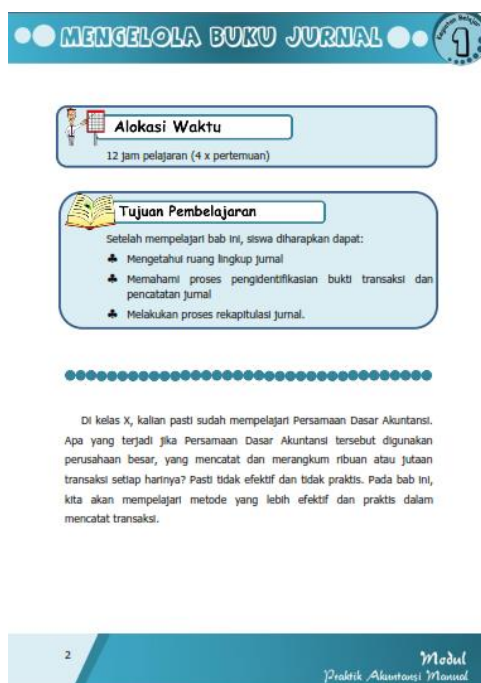 MENGELOLA BUKU JURNAL
Kegiatan Belajar
1
Alokasi Waktu
12 jam pelajaran (4 x pertemuan)
Tujuan Pembelajaran
Setelah mempelajari bab ini, siswa diharapkan dapat:
♣ Mengetahui ruang lingkup jurnal
♣ Memahami proses pengidentifikasian bukti transaksi dan
pencatatan jurnal
♣ Melakukan proses rekapitulasi jurnal.
Di kelas X, kalian pasti sudah mempelajari Persamaan Dasar Akuntansi.
Apa yang terjadi jika Persamaan Dasar Akuntansi tersebut digunakan
perusahaan besar, yang mencatat dan merangkum ribuan atau jutaan
transaksi setiap harinya? Pasti tidak efektif dan tidak praktis. Pada bab ini,
kita akan mempelajari metode yang lebih efektif dan praktis dalam
mencatat transaksi.
2
Modul
Praktik Akuntansi Manual